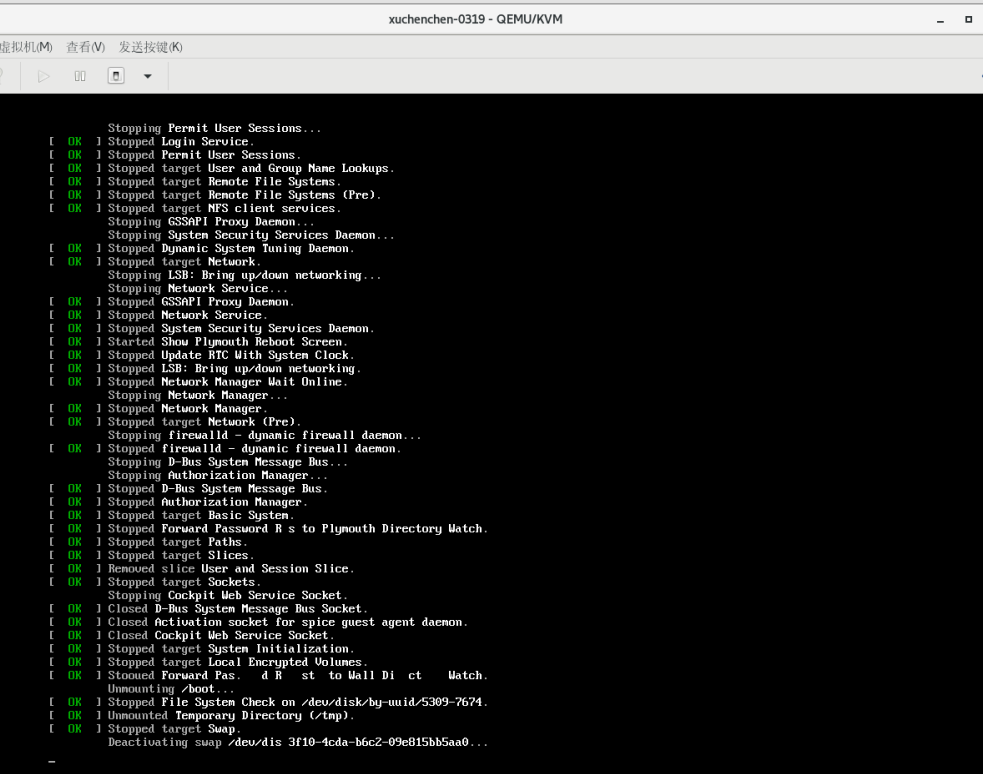 xuchenchen-0319 - QEMU/KVM
虚拟机(M) 查看(V) 发送按键(K)
Stopping Permit User Sessions...
[ OK ] Stopped Login Service.
[ OK ] Stopped Permit User Sessions.
[ OK ] Stopped target User and Group Name Lookups.
[ OK ] Stopped target Remote File Systems.
[ OK ] Stopped target Remote File Systems (Pre).
[ OK ] Stopped target NFS client services.
Stopping GSSAPI Proxy Daemon...
Stopping System Security Services Daemon...
[ OK ] Stopped Dynamic System Tuning Daemon.
[ OK ] Stopped target Network.
Stopping LSB: Bring up/down networking...
Stopping Network Service...
[ OK ] Stopped GSSAPI Proxy Daemon.
[ OK ] Stopped Network Service.
[ OK ] Stopped System Security Services Daemon.
[ OK ] Started Show Plymouth Reboot Screen.
[ OK ] Stopped Update RTC With System Clock.
[ OK ] Stopped LSB: Bring up/down networking.
[ OK ] Stopped Network Manager Wait Online.
Stopping Network Manager...
[ OK ] Stopped Network Manager.
[ OK ] Stopped target Network (Pre).
Stopping firewalld - dynamic firewall daemon...
[ OK ] Stopped firewalld - dynamic firewall daemon.
Stopping D-Bus System Message Bus...
Stopping Authorization Manager...
[ OK ] Stopped D-Bus System Message Bus.
[ OK ] Stopped Authorization Manager.
[ OK ] Stopped target Basic System.
[ OK ] Stopped Forward Password R s to Plymouth Directory Watch.
[ OK ] Stopped target Paths.
[ OK ] Stopped target Slices.
[ OK ] Removed slice User and Session Slice.
[ OK ] Stopped target Sockets.
Stopping Cockpit Web Service Socket.
[ OK ] Closed D-Bus System Message Bus Socket.
[ OK ] Closed Activation socket for spice guest agent daemon.
[ OK ] Closed Cockpit Web Service Socket.
[ OK ] Stopped target System Initialization.
[ OK ] Stopped target Local Encrypted Volumes.
[ OK ] Forward Pas. d R st to Wall Di ct Watch.
Unmounting /boot...
[ OK ] Stopped File System Check on /dev/disk/by-uuid/5309-7674.
[ OK ] Unmounted Temporary Directory (/tmp).
[ OK ] Stopped target Swap.
Deactivating swap /dev/dis 3f10-4cda-b6c2-09e815bb5aa0...